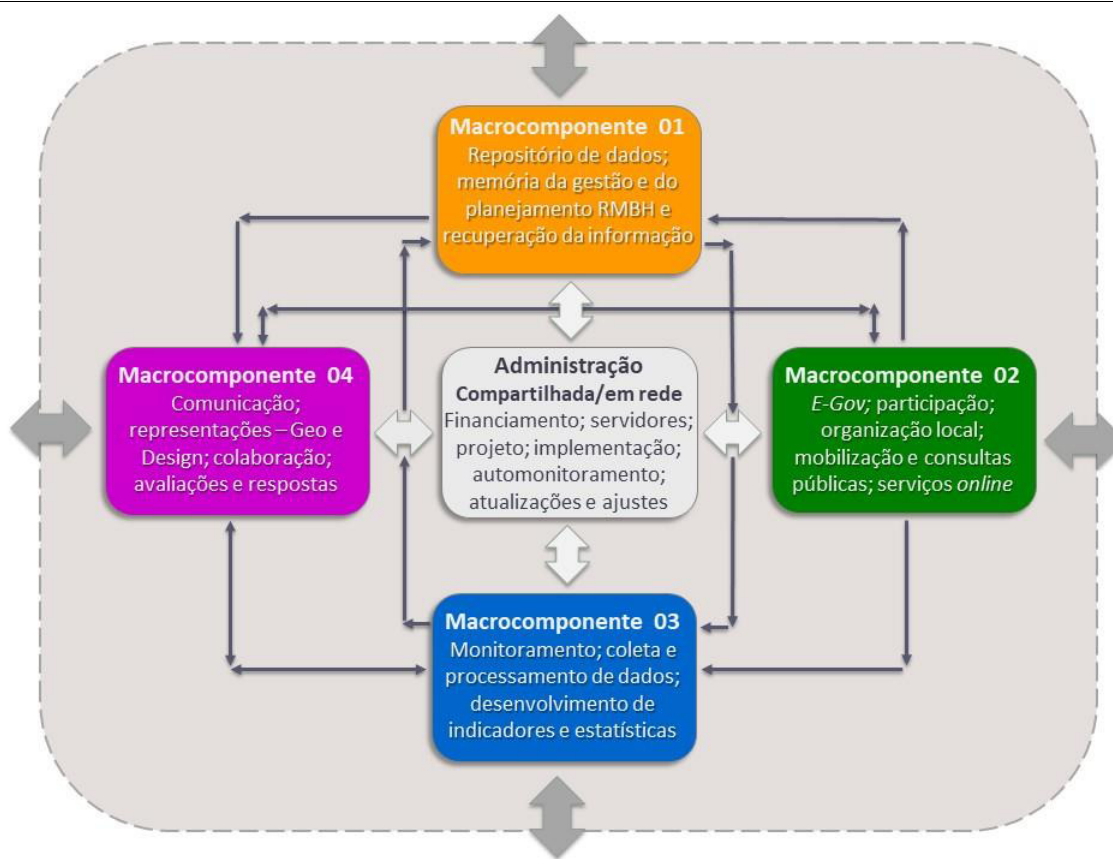 Macrocomponente 01
Repositório de dados;
memória da gestão e do
planejamento RMBH e
recuperação da informação
Macrocomponente 04
Comunicação;
representações – Geo e
Design; colaboração;
avaliações e respostas
Administração
Compartilhada/em rede
Financiamento; servidores;
projeto; implementação;
automonitoramento;
atualizações e ajustes
Macrocomponente 02
E-Gov; participação;
organização local;
mobilização e consultas
públicas; serviços online
Macrocomponente 03
Monitoramento; coleta e
processamento de dados;
desenvolvimento de
indicadores e estatísticas